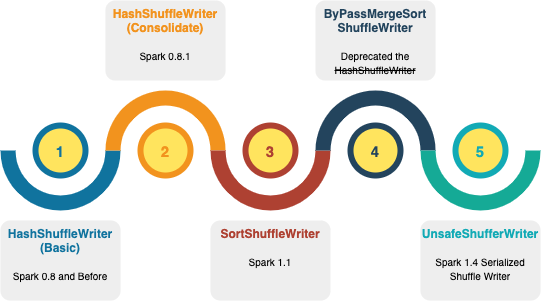 HashShuffleWriter
(Consolidate)
Spark 0.8.1
ByPassMergeSort
ShuffleWriter
Deprecated the
HashShuffleWriter
1
2
3
4
5
HashShuffleWriter
(Basic)
Spark 0.8 and Before
SortShuffleWriter
Spark 1.1
UnsafeShufferWriter
Spark 1.4 Serialized
Shuffle Writer